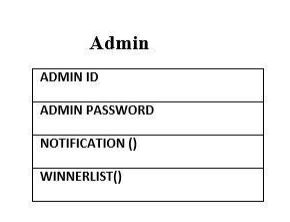 Admin
ADMIN ID
ADMIN PASSWORD
NOTIFICATION ()
WINNERLIST()